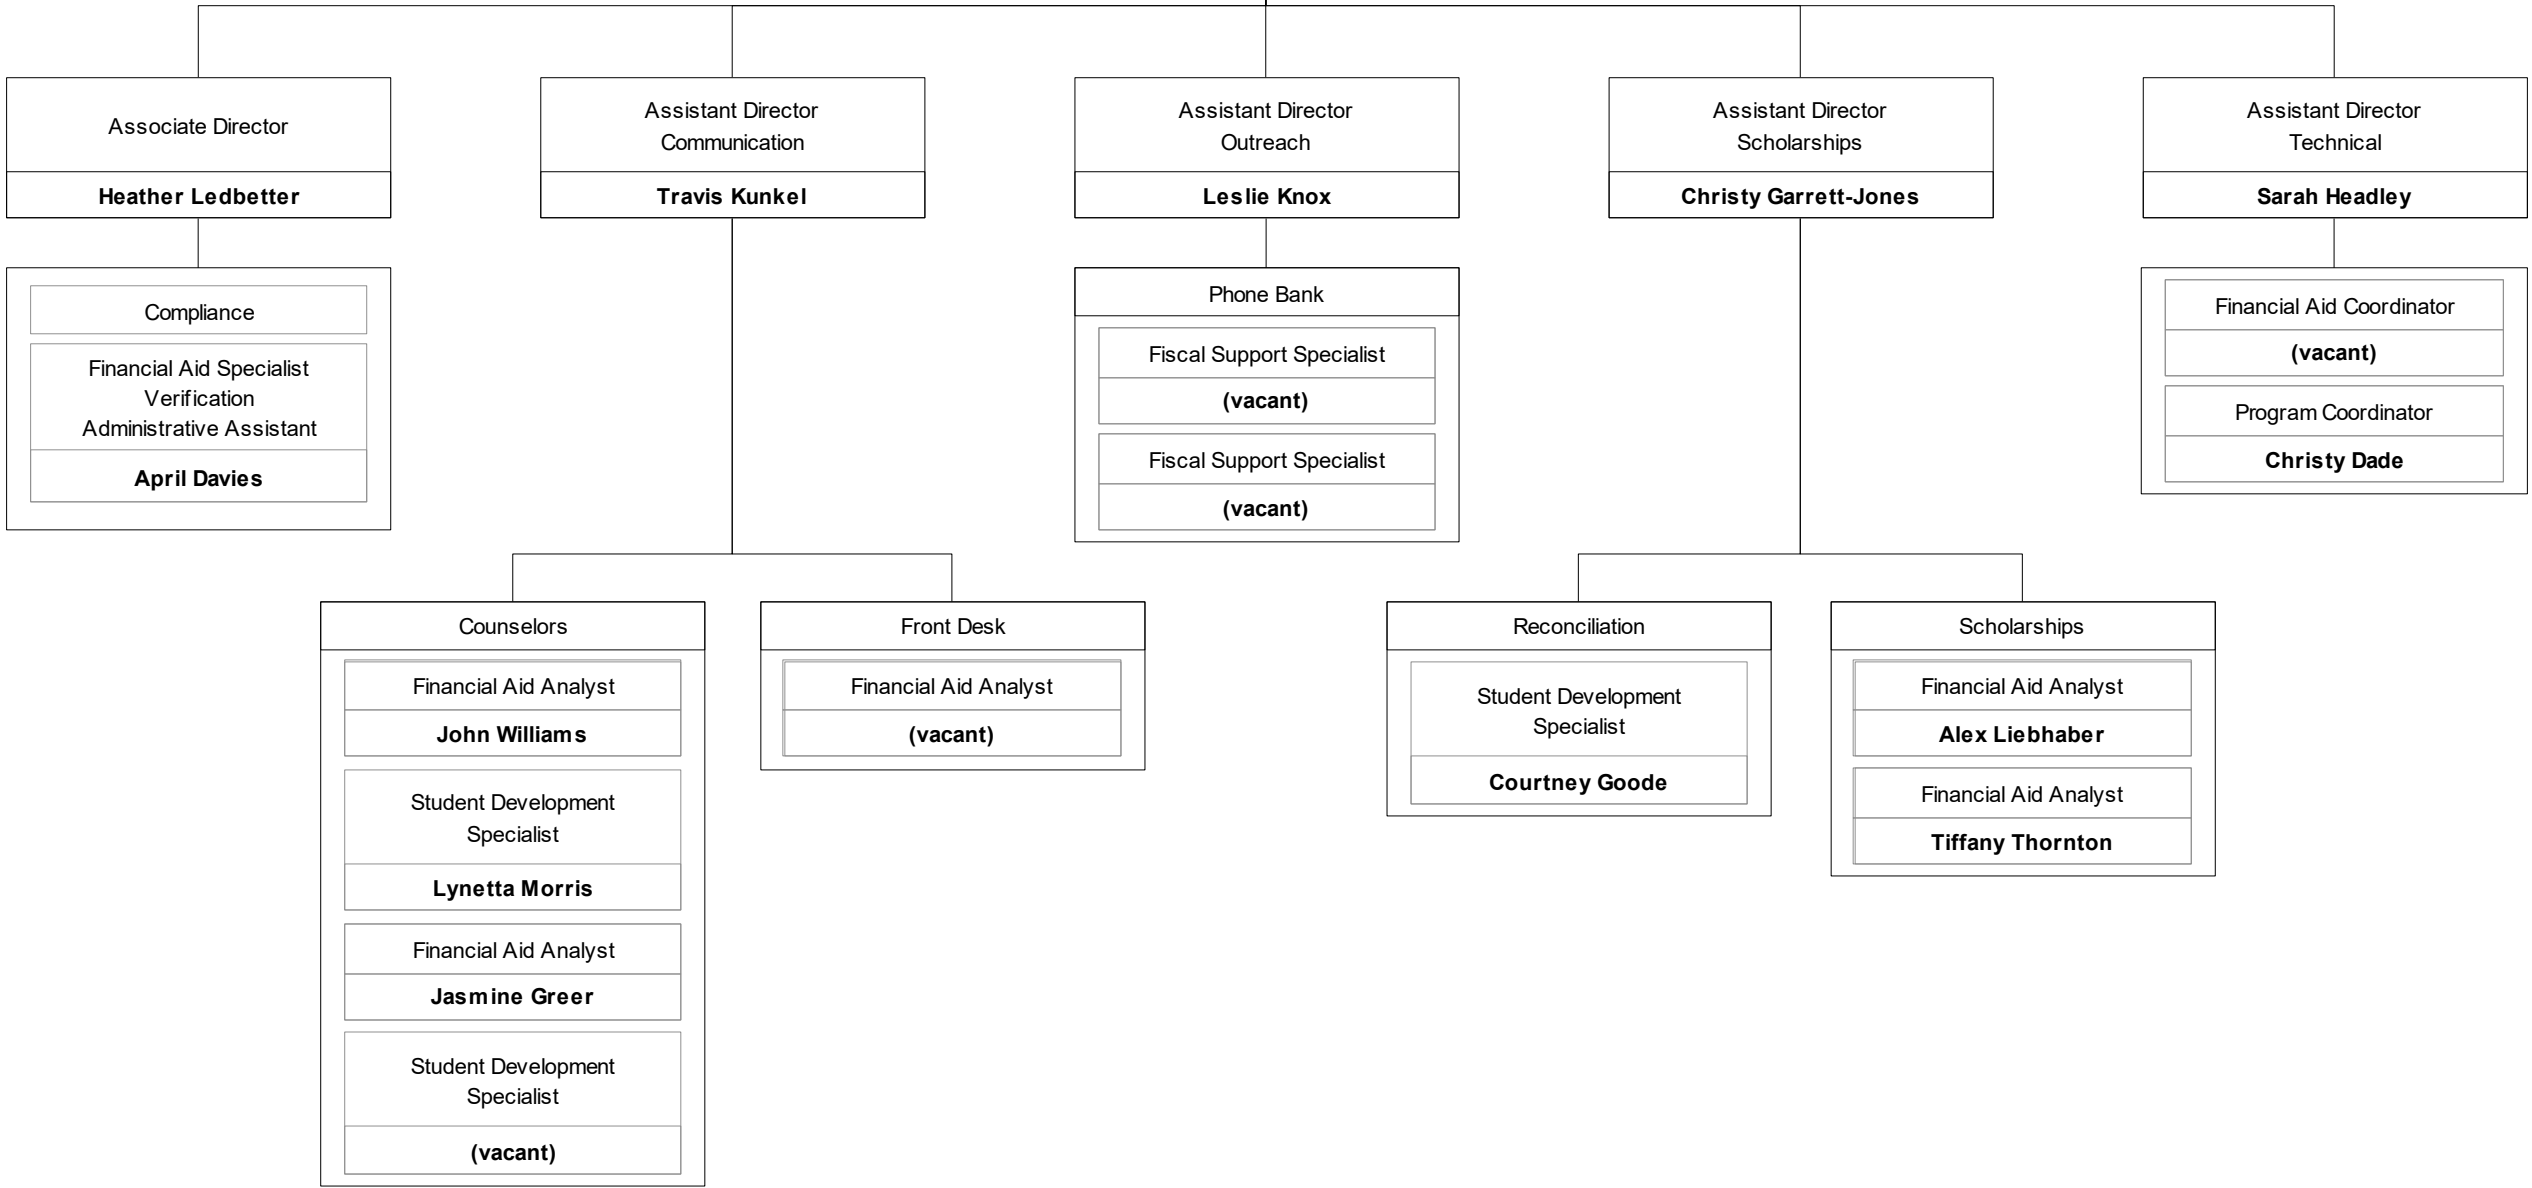 Associate Director
Heather Ledbetter
Assistant Director
Communication
Travis Kunkel
Assistant Director
Outreach
Leslie Knox
Assistant Director
Scholarships
Christy Garrett-Jones
Assistant Director
Technical
Sarah Headley
Compliance
Financial Aid Specialist
Verification
Administrative Assistant
April Davies
Phone Bank
Fiscal Support Specialist
(vacant)
Fiscal Support Specialist
(vacant)
Financial Aid Coordinator
(vacant)
Program Coordinator
Christy Dade
Counselors
Financial Aid Analyst
John Williams
Student Development
Specialist
Lynetta Morris
Financial Aid Analyst
Jasmine Greer
Student Development
Specialist
(vacant)
Front Desk
Financial Aid Analyst
(vacant)
Reconciliation
Student Development
Specialist
Courtney Goode
Scholarships
Financial Aid Analyst
Alex Liebhaber
Financial Aid Analyst
Tiffany Thornton